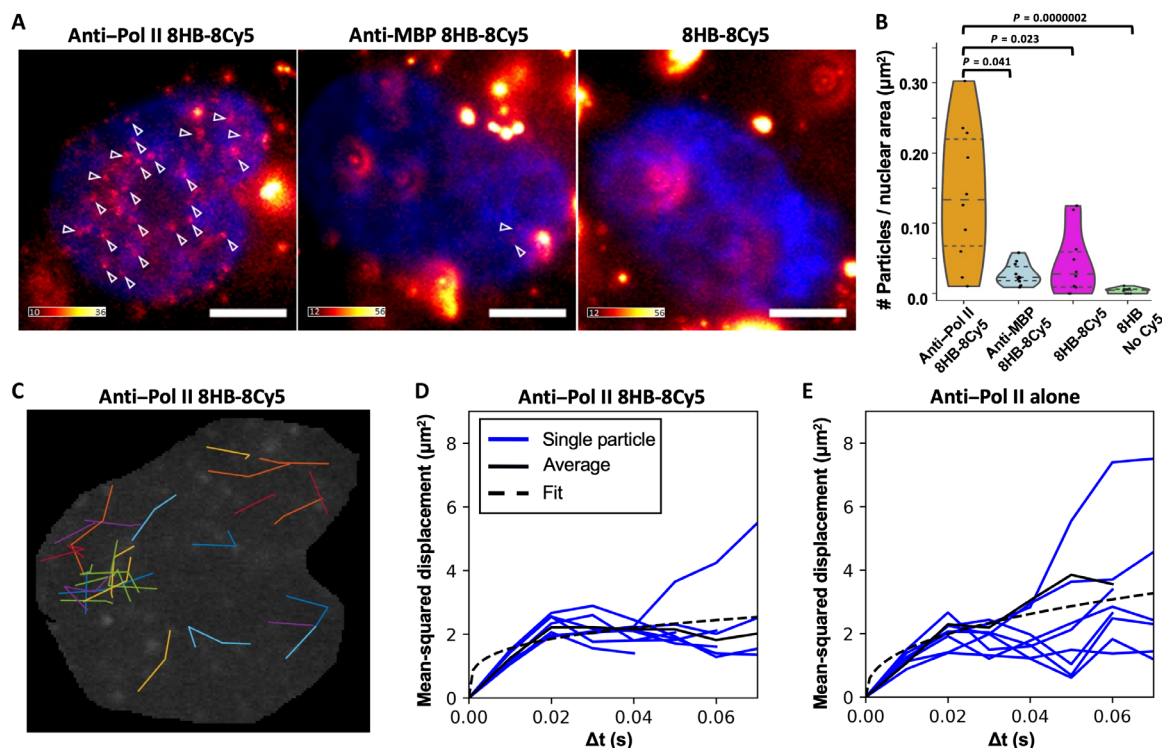 A
Anti–Pol II 8HB-8Cy5
Anti-MBP 8HB-8Cy5
8HB-8Cy5
10 36
12 56
12 56
B
P = 0.0000002
P = 0.023
P = 0.041
# Particles / nuclear area (µm²)
0.30
0.20
0.10
0.0
Anti–Pol II
8HB-8Cy5
Anti-MBP
8HB-8Cy5
8HB-8Cy5
8HB
No Cy5
C
Anti–Pol II 8HB-8Cy5
D
Anti–Pol II 8HB-8Cy5
Mean-squared displacement (µm²)
8
6
4
2
0
Single particle
Average
Fit
0.00 0.02 0.04 0.06
Δt (s)
E
Anti–Pol II alone
Mean-squared displacement (µm²)
8
6
4
2
0
0.00 0.02 0.04 0.06
Δt (s)